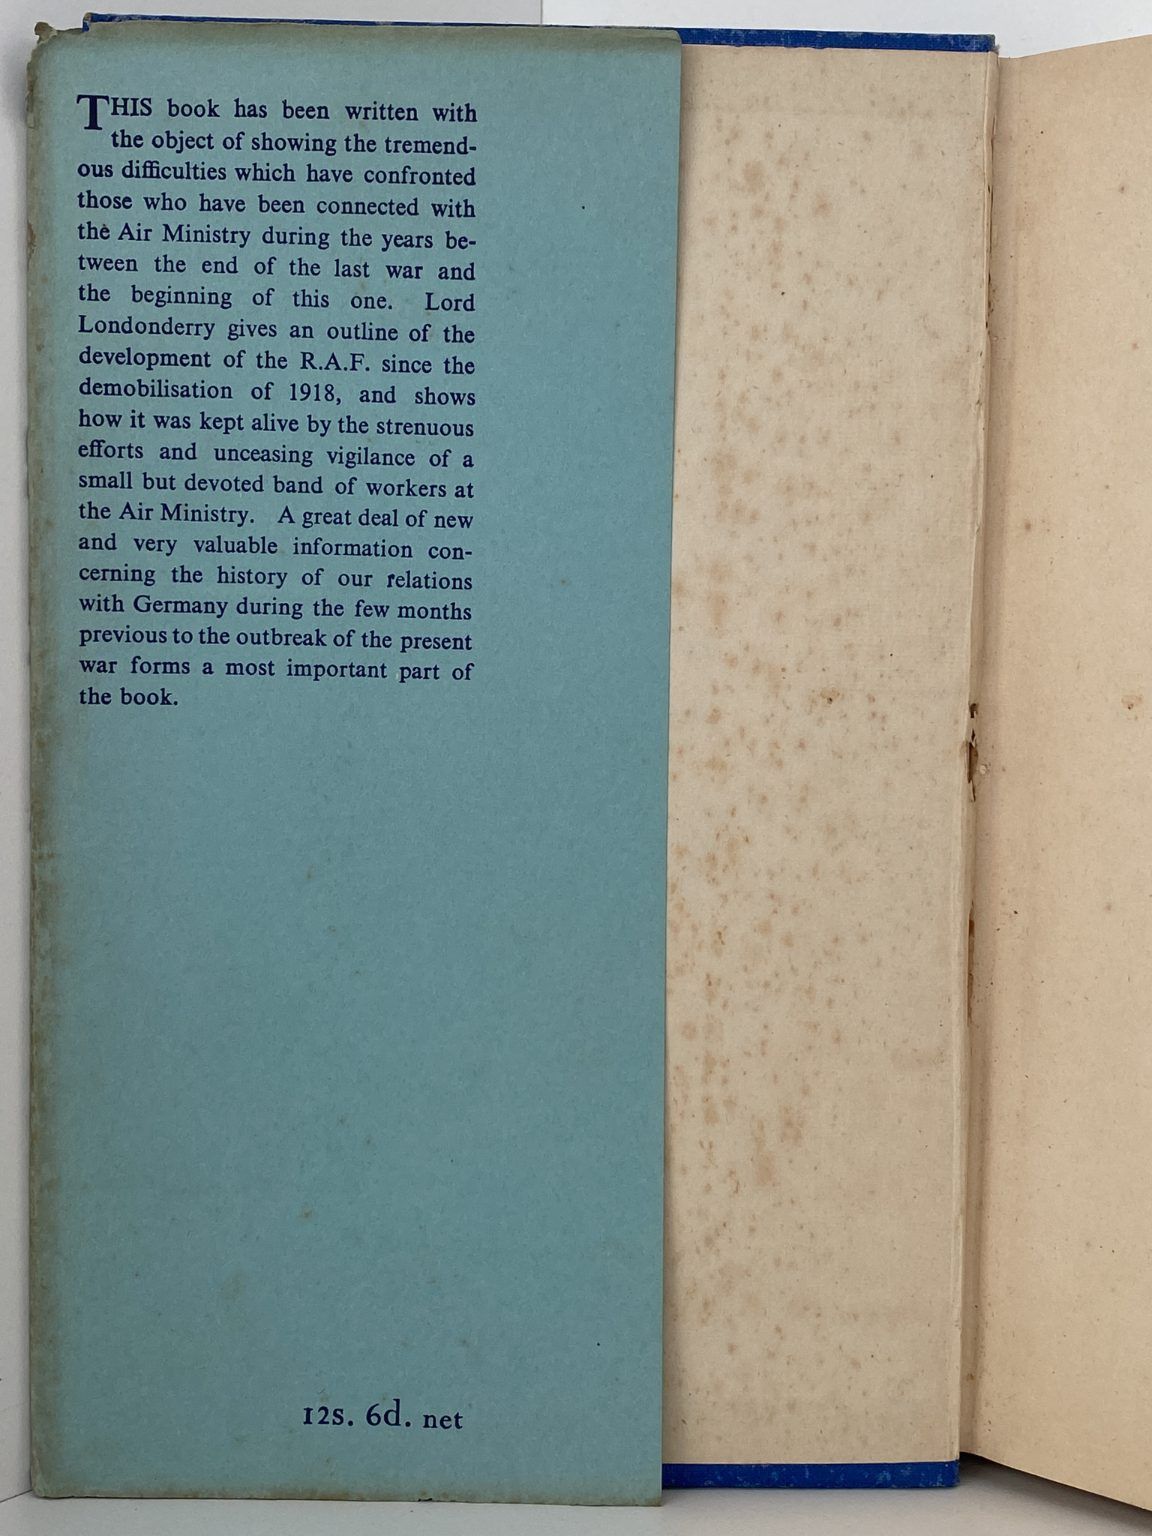 THIS book has been written with
the object of showing the tremend-
ous difficulties which have confronted
those who have been connected with
the Air Ministry during the years be-
tween the end of the last war and
the beginning of this one. Lord
Londonderry gives an outline of the
development of the R.A.F. since the
demobilisation of 1918, and shows
how it was kept alive by the strenuous
efforts and unceasing vigilance of a
small but devoted band of workers at
the Air Ministry. A great deal of new
and very valuable information con-
cerning the history of our relations
with Germany during the few months
previous to the outbreak of the present
war forms a most important part of
the book.
12s. 6d. net